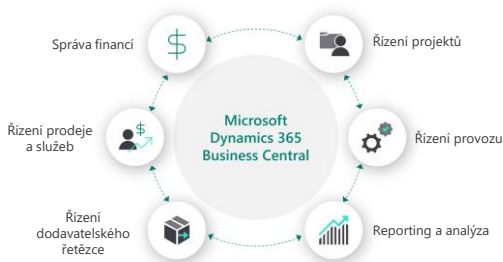 Správa financí
Řízení projektů
Microsoft
Dynamics 365
Business Central
Řízení prodeje
a služeb
Řízení provozu
Řízení
dodavatelského
řetězce
Reporting a analýza